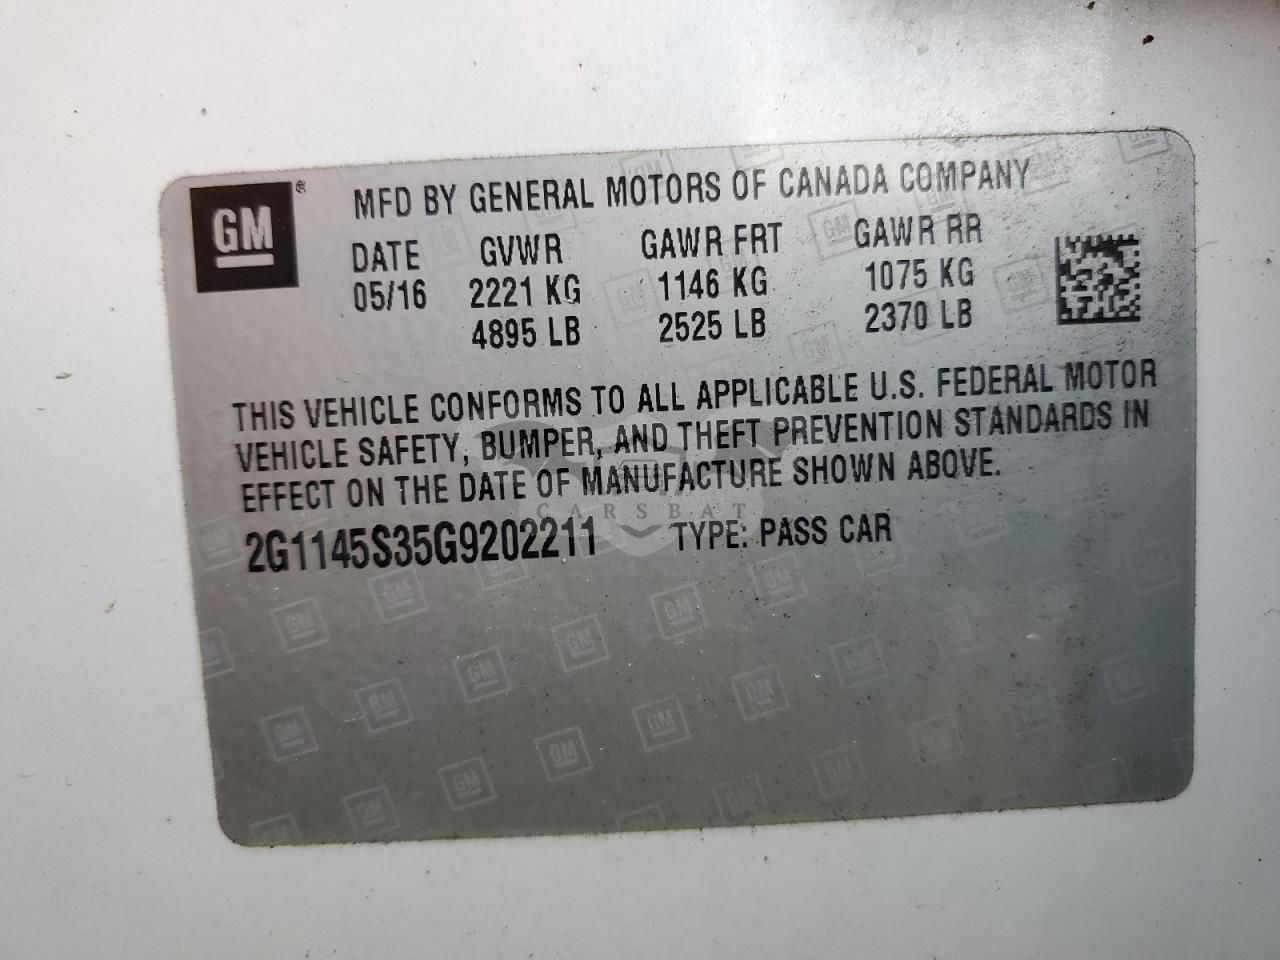 GM ®
MFD BY GENERAL MOTORS OF CANADA COMPANY
DATE GVWR GAWR FRT GAWR RR
05/16 2221 KG 1146 KG 1075 KG
4895 LB 2525 LB 2370 LB
THIS VEHICLE CONFORMS TO ALL APPLICABLE U.S. FEDERAL MOTOR
VEHICLE SAFETY, BUMPER, AND THEFT PREVENTION STANDARDS IN
EFFECT ON THE DATE OF MANUFACTURE SHOWN ABOVE.
CARSBAT
2G1145S35G9202211 TYPE: PASS CAR